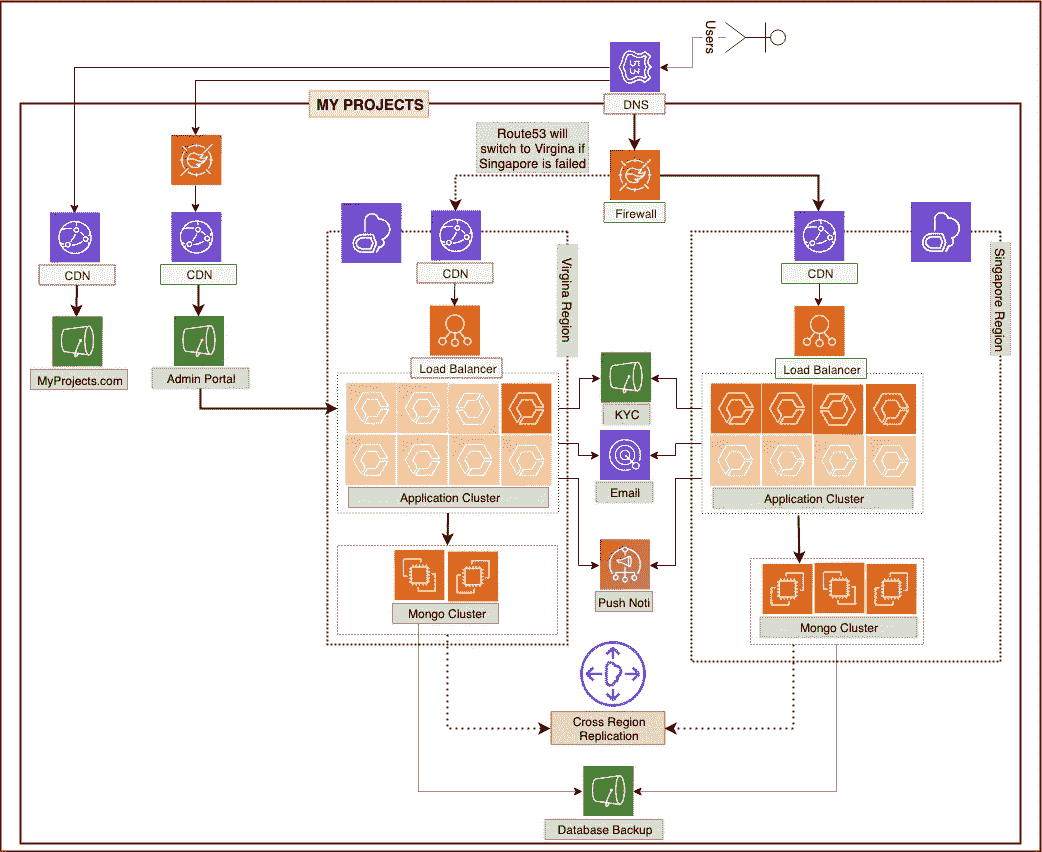 Users
53
DNS
MY PROJECTS
Route53 will
switch to Virgina if
Singapore is failed
Firewall
CDN
CDN
CDN
CDN
Virgina Region
Singapore Region
MyProjects.com
Admin Portal
Load Balancer
Load Balancer
KYC
Email
Application Cluster
Application Cluster
Push Noti
Mongo Cluster
Mongo Cluster
Cross Region
Replication
Database Backup